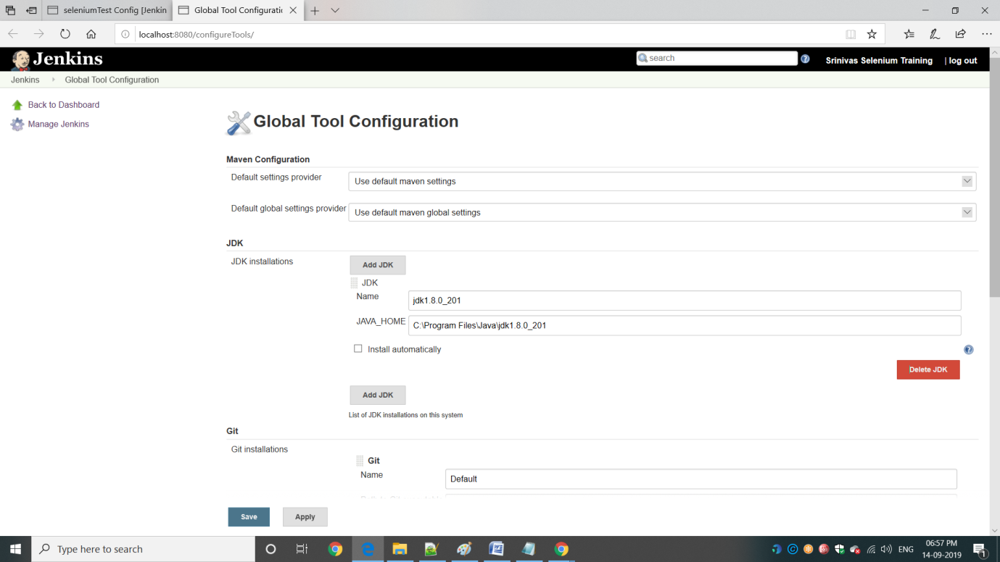 seleniumTest Config [Jenkin
Global Tool Configuratio
localhost:8080/configureTools/
Jenkins
search
Srinivas Selenium Training
| log out
Jenkins
Global Tool Configuration
Back to Dashboard
Manage Jenkins
Global Tool Configuration
Maven Configuration
Default settings provider
Use default maven settings
Default global settings provider
Use default maven global settings
JDK
JDK installations
Add JDK
JDK
Name
jdk1.8.0_201
JAVA_HOME
C:\Program Files\Java\jdk1.8.0_201
Install automatically
Delete JDK
Add JDK
List of JDK installations on this system
Git
Git installations
Git
Name
Default
Save
Apply
Type here to search
ENG
06:57 PM
14-09-2019
1